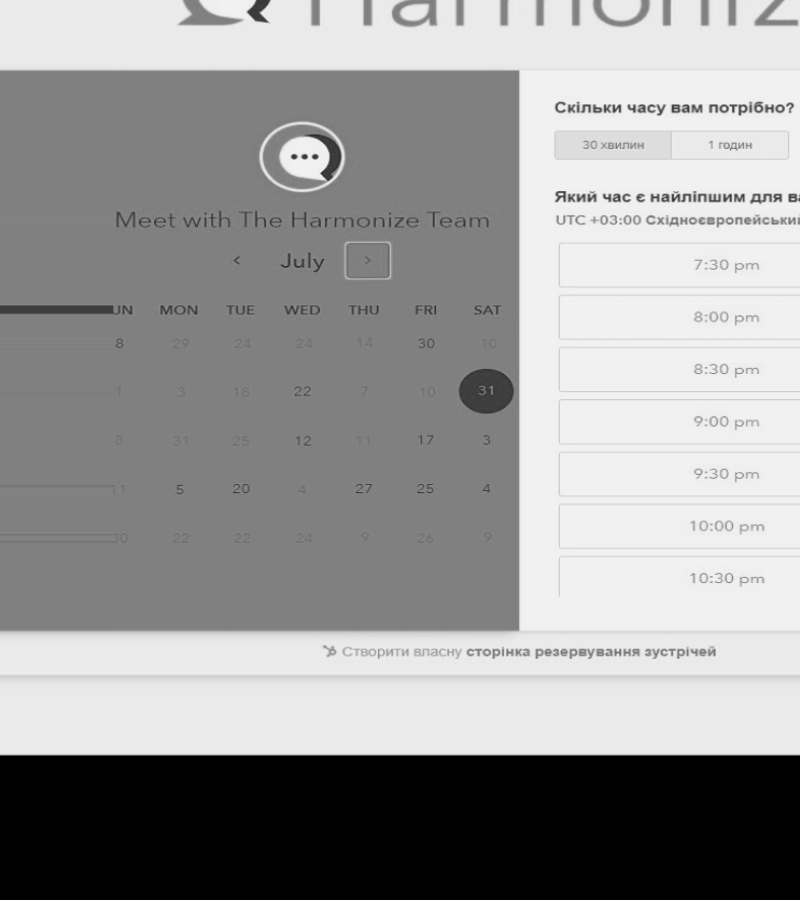 Harmoniz
Meet with The Harmonize Team
July
UN MON TUE WED THU FRI SAT
8 29 24 24 14 30 10
1 3 18 22 7 10 31
8 31 25 12 11 17 3
11 5 20 4 27 25 4
30 22 22 24 9 26 9
Скільки часу вам потрібно?
30 хвилин 1 годин
Який час є найліпшим для ва
UTC +03:00 Східноєвропейськи
7:30 pm
8:00 pm
8:30 pm
9:00 pm
9:30 pm
10:00 pm
10:30 pm
Створити власну сторінка резервування зустрічей